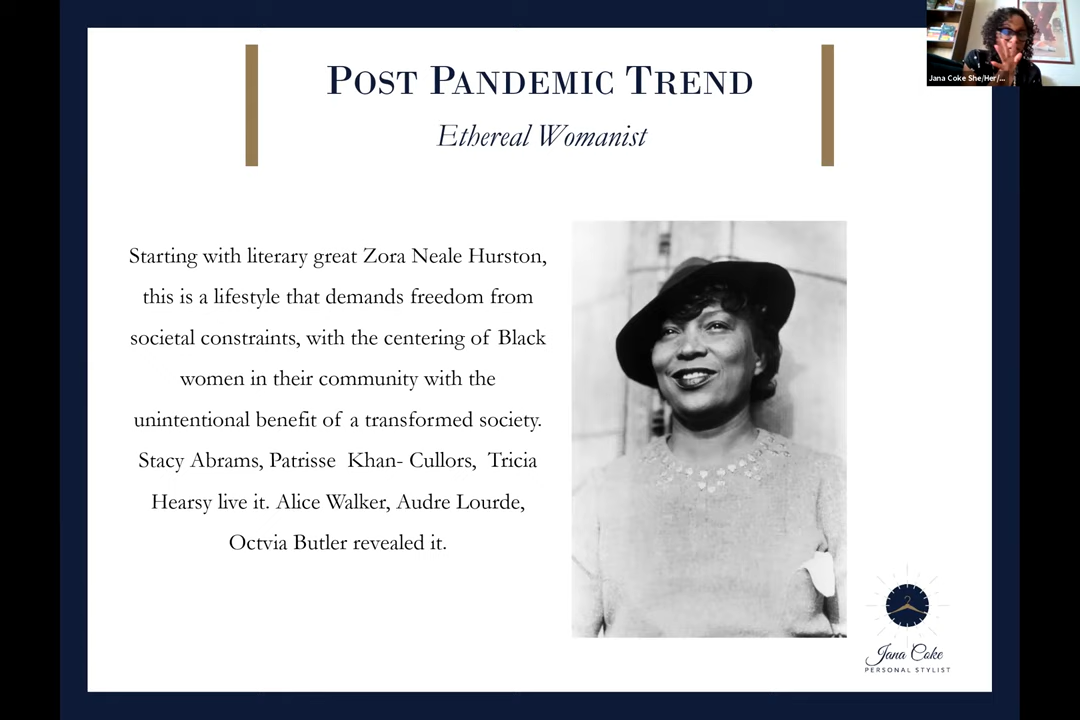 Jana Coke She/Her/...
Post Pandemic Trend
Ethereal Womanist
Starting with literary great Zora Neale Hurston,
this is a lifestyle that demands freedom from
societal constraints, with the centering of Black
women in their community with the
unintentional benefit of a transformed society.
Stacy Abrams, Patrisse Khan- Cullors, Tricia
Hearsy live it. Alice Walker, Audre Lourde,
Octvia Butler revealed it.
Jana Coke
PERSONAL STYLIST